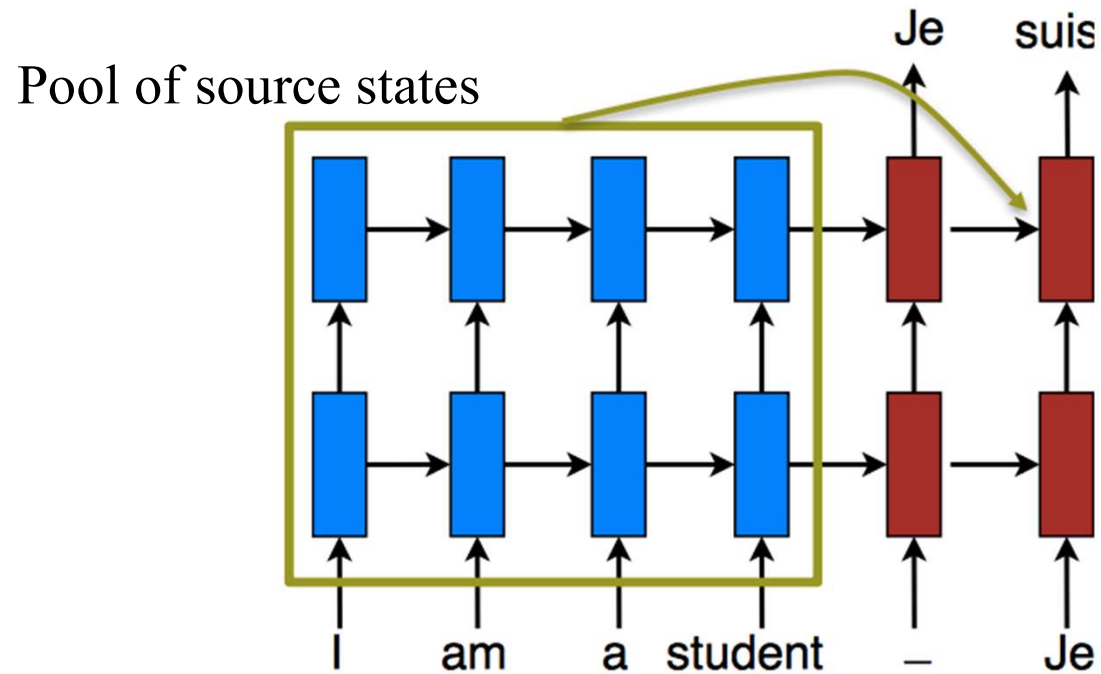 Je suis
Pool of source states
I am a student _ Je